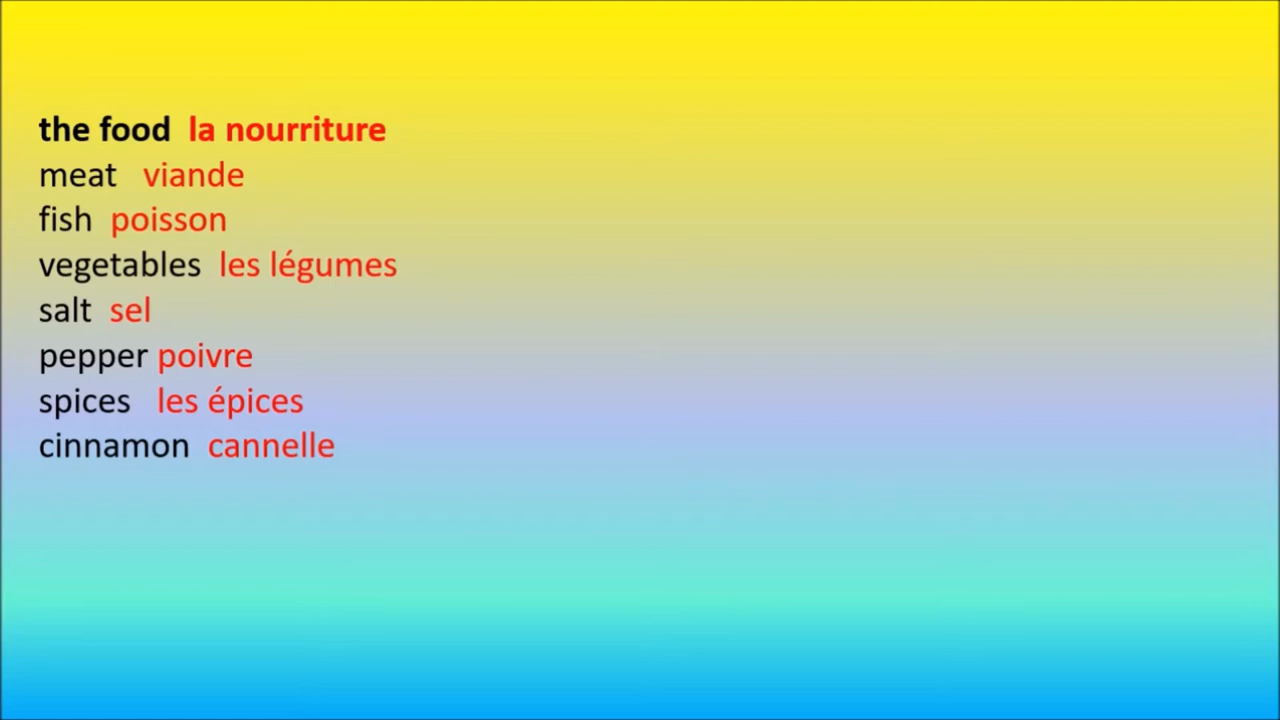 the food la nourriture
meat viande
fish poisson
vegetables les légumes
salt sel
pepper poivre
spices les épices
cinnamon cannelle